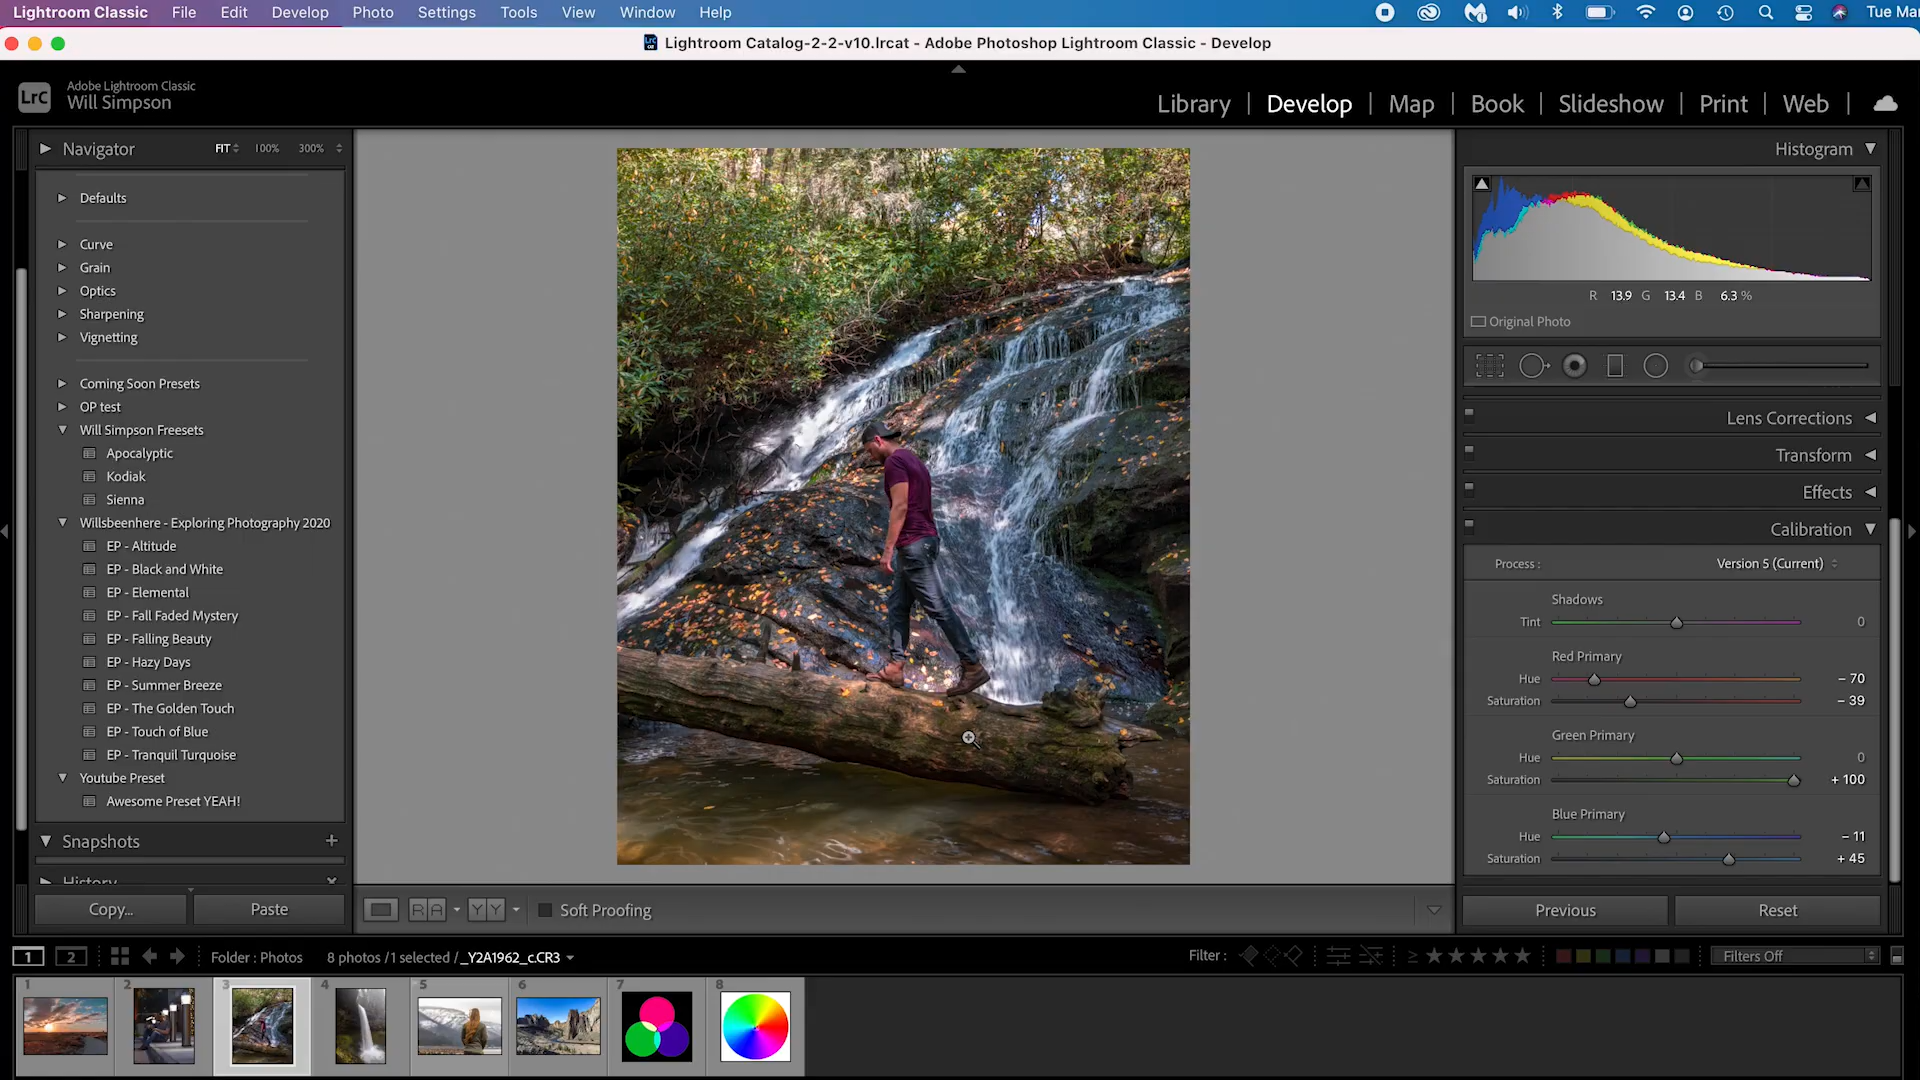 Lightroom Classic File Edit Develop Photo Settings Tools View Window Help
Tue Mar
Lightroom Catalog-2-2-v10.lrcat - Adobe Photoshop Lightroom Classic - Develop
LrC
Adobe Lightroom Classic
Will Simpson
Library | Develop | Map | Book | Slideshow | Print | Web |
Navigator FIT 100% 300%
Defaults
Curve
Grain
Optics
Sharpening
Vignetting
Coming Soon Presets
OP test
Will Simpson Freesets
Apocalyptic
Kodiak
Sienna
Willsbeenhere - Exploring Photography 2020
EP - Altitude
EP - Black and White
EP - Elemental
EP - Fall Faded Mystery
EP - Falling Beauty
EP - Hazy Days
EP - Summer Breeze
EP - The Golden Touch
EP - Touch of Blue
EP - Tranquil Turquoise
Youtube Preset
Awesome Preset YEAH!
Snapshots +
History
Copy... Paste
Histogram
R 13.9 G 13.4 B 6.3 %
Original Photo
Lens Corrections
Transform
Effects
Calibration
Process : Version 5 (Current)
Shadows
Tint 0
Red Primary
Hue - 70
Saturation - 39
Green Primary
Hue 0
Saturation + 100
Blue Primary
Hue - 11
Saturation + 45
Previous Reset
R A Y Y Soft Proofing
1 2 Folder : Photos 8 photos /1 selected /_Y2A1962_c.CR3
Filter : ≥ ★★★★★ Filters Off
1 2 3 4 5 6 7 8